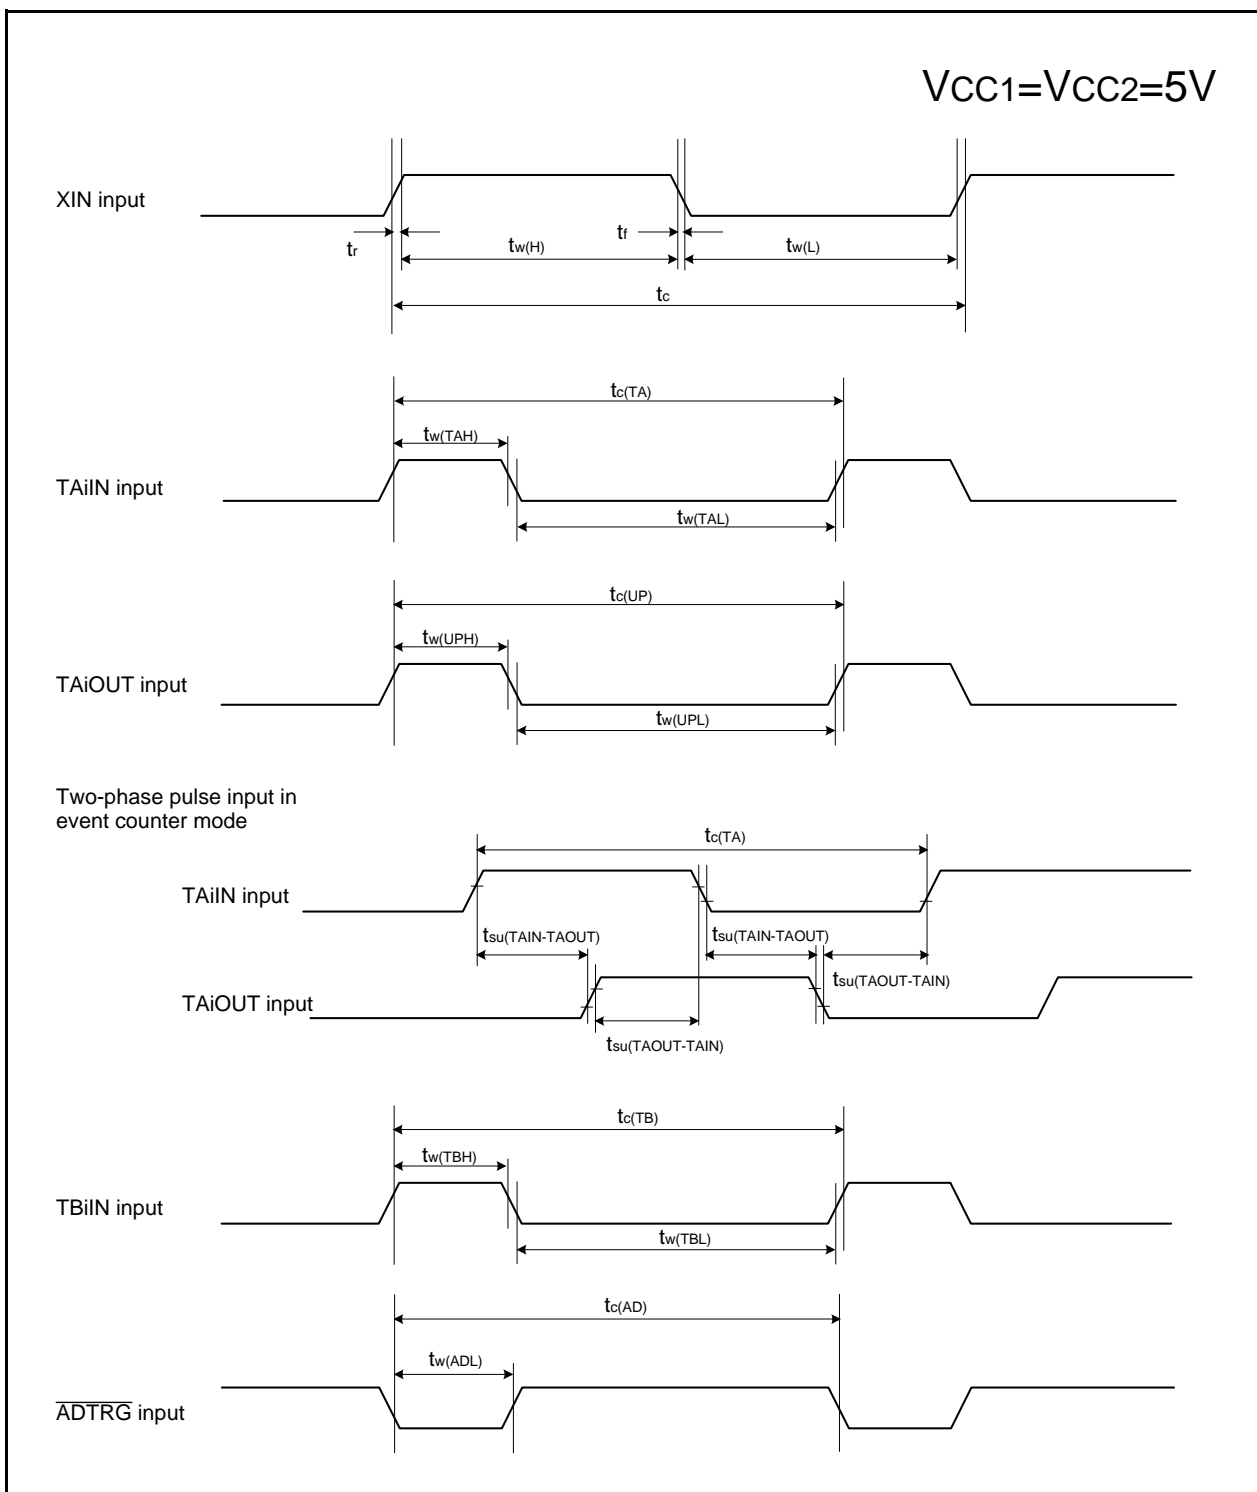 VCC1=VCC2=5V
XIN input
tr
tw(H)
tf
tw(L)
tc
tc(TA)
tw(TAH)
TAiIN input
tw(TAL)
tc(UP)
tw(UPH)
TAiOUT input
tw(UPL)
Two-phase pulse input in
event counter mode
tc(TA)
TAiIN input
tsu(TAIN-TAOUT)
tsu(TAIN-TAOUT)
tsu(TAOUT-TAIN)
TAiOUT input
tsu(TAOUT-TAIN)
tc(TB)
tw(TBH)
TBiIN input
tw(TBL)
tc(AD)
tw(ADL)
ADTRG input